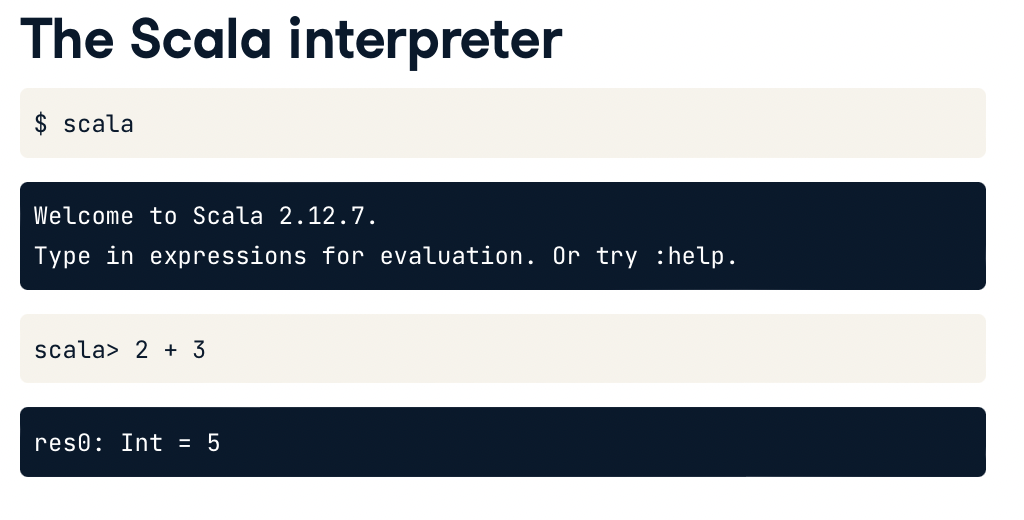 The Scala interpreter
$ scala
Welcome to Scala 2.12.7.
Type in expressions for evaluation. Or try :help.
scala> 2 + 3
res0: Int = 5